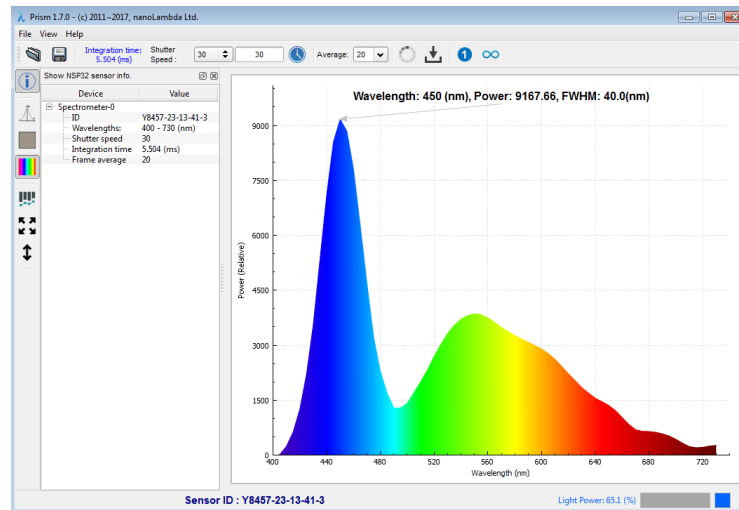 Prism 1.7.0 - (c) 2011~2017, nanoLambda Ltd.
File View Help
Integration time: 5.504 (ms)
Shutter Speed : 30 30
Average: 20
1
Show NSP32 sensor info.
Device Value
Spectrometer-0
ID Y8457-23-13-41-3
Wavelengths: 400 - 730 (nm)
Shutter speed 30
Integration time 5.504 (ms)
Frame average 20
Wavelength: 450 (nm), Power: 9167.66, FWHM: 40.0(nm)
9000
7500
6000
4500
3000
1500
0
Power (Relative)
400 440 480 520 560 600 640 680 720
Wavelength (nm)
Sensor ID : Y8457-23-13-41-3
Light Power: 65.1 (%)